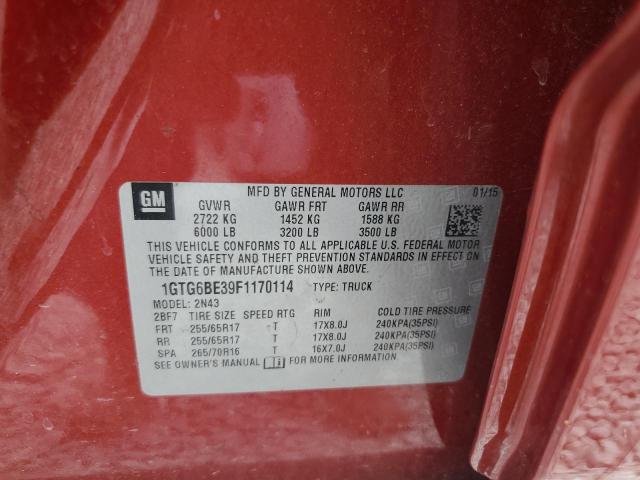 GM
MFD BY GENERAL MOTORS LLC 01/15
GVWR GAWR FRT GAWR RR
2722 KG 1452 KG 1588 KG
6000 LB 3200 LB 3500 LB
THIS VEHICLE CONFORMS TO ALL APPLICABLE U.S. FEDERAL MOTOR
VEHICLE SAFETY AND THEFT PREVENTION STANDARDS IN EFFECT ON
THE DATE OF MANUFACTURE SHOWN ABOVE.
1GTG6BE39F1170114 TYPE: TRUCK
MODEL: 2N43
2BF7 TIRE SIZE SPEED RTG RIM COLD TIRE PRESSURE
FRT 255/65R17 T 17X8.0J 240KPA(35PSI)
RR 255/65R17 T 17X8.0J 240KPA(35PSI)
SPA 265/70R16 T 16X7.0J 240KPA(35PSI)
SEE OWNER'S MANUAL FOR MORE INFORMATION